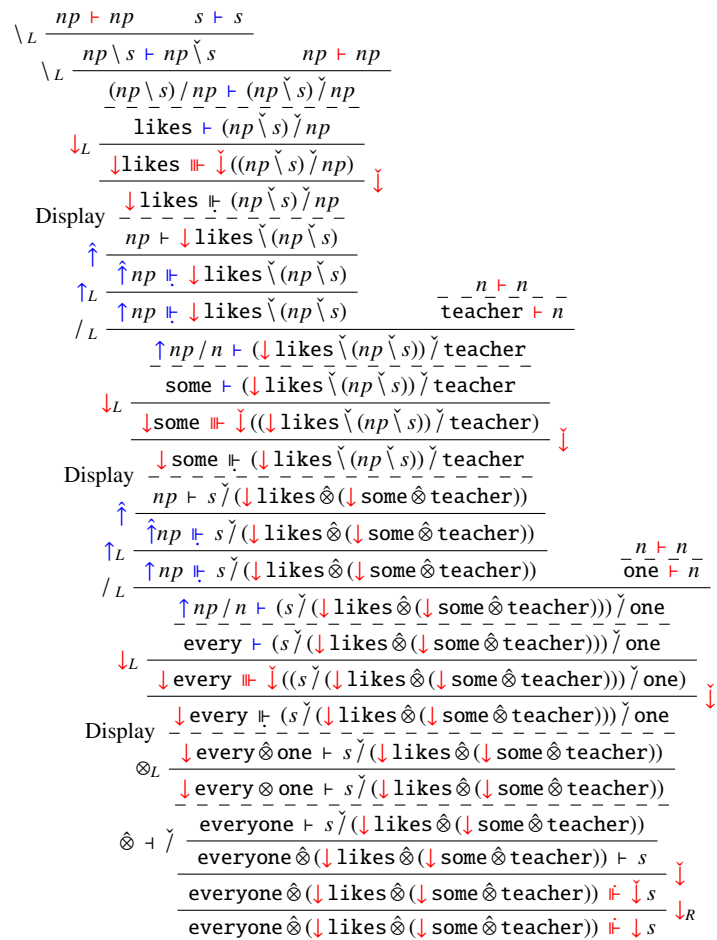 np ⊢ np s ⊢ s
\L
np \ s ⊢ np \̌ s np ⊢ np
\L
(np \ s) / np ⊢ (np \̌ s) /̌ np
likes ⊢ (np \̌ s) /̌ np
↓L
↓likes ⊪ ↓̌((np \̌ s) /̌ np)
↓̌
↓likes ⊩̣ (np \̌ s) /̌ np
Display
np ⊢ ↓likes \̌ (np \̌ s)
↑̂
↑̂np ⊩̣ ↓likes \̌ (np \̌ s) n ⊢ n
↑L
↑np ⊩̣ ↓likes \̌ (np \̌ s) teacher ⊢ n
/L
↑np / n ⊢ (↓likes \̌ (np \̌ s)) /̌ teacher
some ⊢ (↓likes \̌ (np \̌ s)) /̌ teacher
↓L
↓some ⊪ ↓̌((↓likes \̌ (np \̌ s)) /̌ teacher)
↓̌
↓some ⊩̣ (↓likes \̌ (np \̌ s)) /̌ teacher
Display
np ⊢ s /̌ (↓likes ⊗̂ (↓some ⊗̂ teacher))
↑̂
↑̂np ⊩̣ s /̌ (↓likes ⊗̂ (↓some ⊗̂ teacher)) n ⊢ n
↑L
↑np ⊩̣ s /̌ (↓likes ⊗̂ (↓some ⊗̂ teacher)) one ⊢ n
/L
↑np / n ⊢ (s /̌ (↓likes ⊗̂ (↓some ⊗̂ teacher))) /̌ one
every ⊢ (s /̌ (↓likes ⊗̂ (↓some ⊗̂ teacher))) /̌ one
↓L
↓every ⊪ ↓̌((s /̌ (↓likes ⊗̂ (↓some ⊗̂ teacher))) /̌ one)
↓̌
↓every ⊩̣ (s /̌ (↓likes ⊗̂ (↓some ⊗̂ teacher))) /̌ one
Display
↓every ⊗̂ one ⊢ s /̌ (↓likes ⊗̂ (↓some ⊗̂ teacher))
⊗L
↓every ⊗ one ⊢ s /̌ (↓likes ⊗̂ (↓some ⊗̂ teacher))
everyone ⊢ s /̌ (↓likes ⊗̂ (↓some ⊗̂ teacher))
⊗̂ ⊣ /̌
everyone ⊗̂ (↓likes ⊗̂ (↓some ⊗̂ teacher)) ⊢ s
↓̌
everyone ⊗̂ (↓likes ⊗̂ (↓some ⊗̂ teacher)) ⊩̇ ↓̌ s
↓R
everyone ⊗̂ (↓likes ⊗̂ (↓some ⊗̂ teacher)) ⊩̇ ↓ s